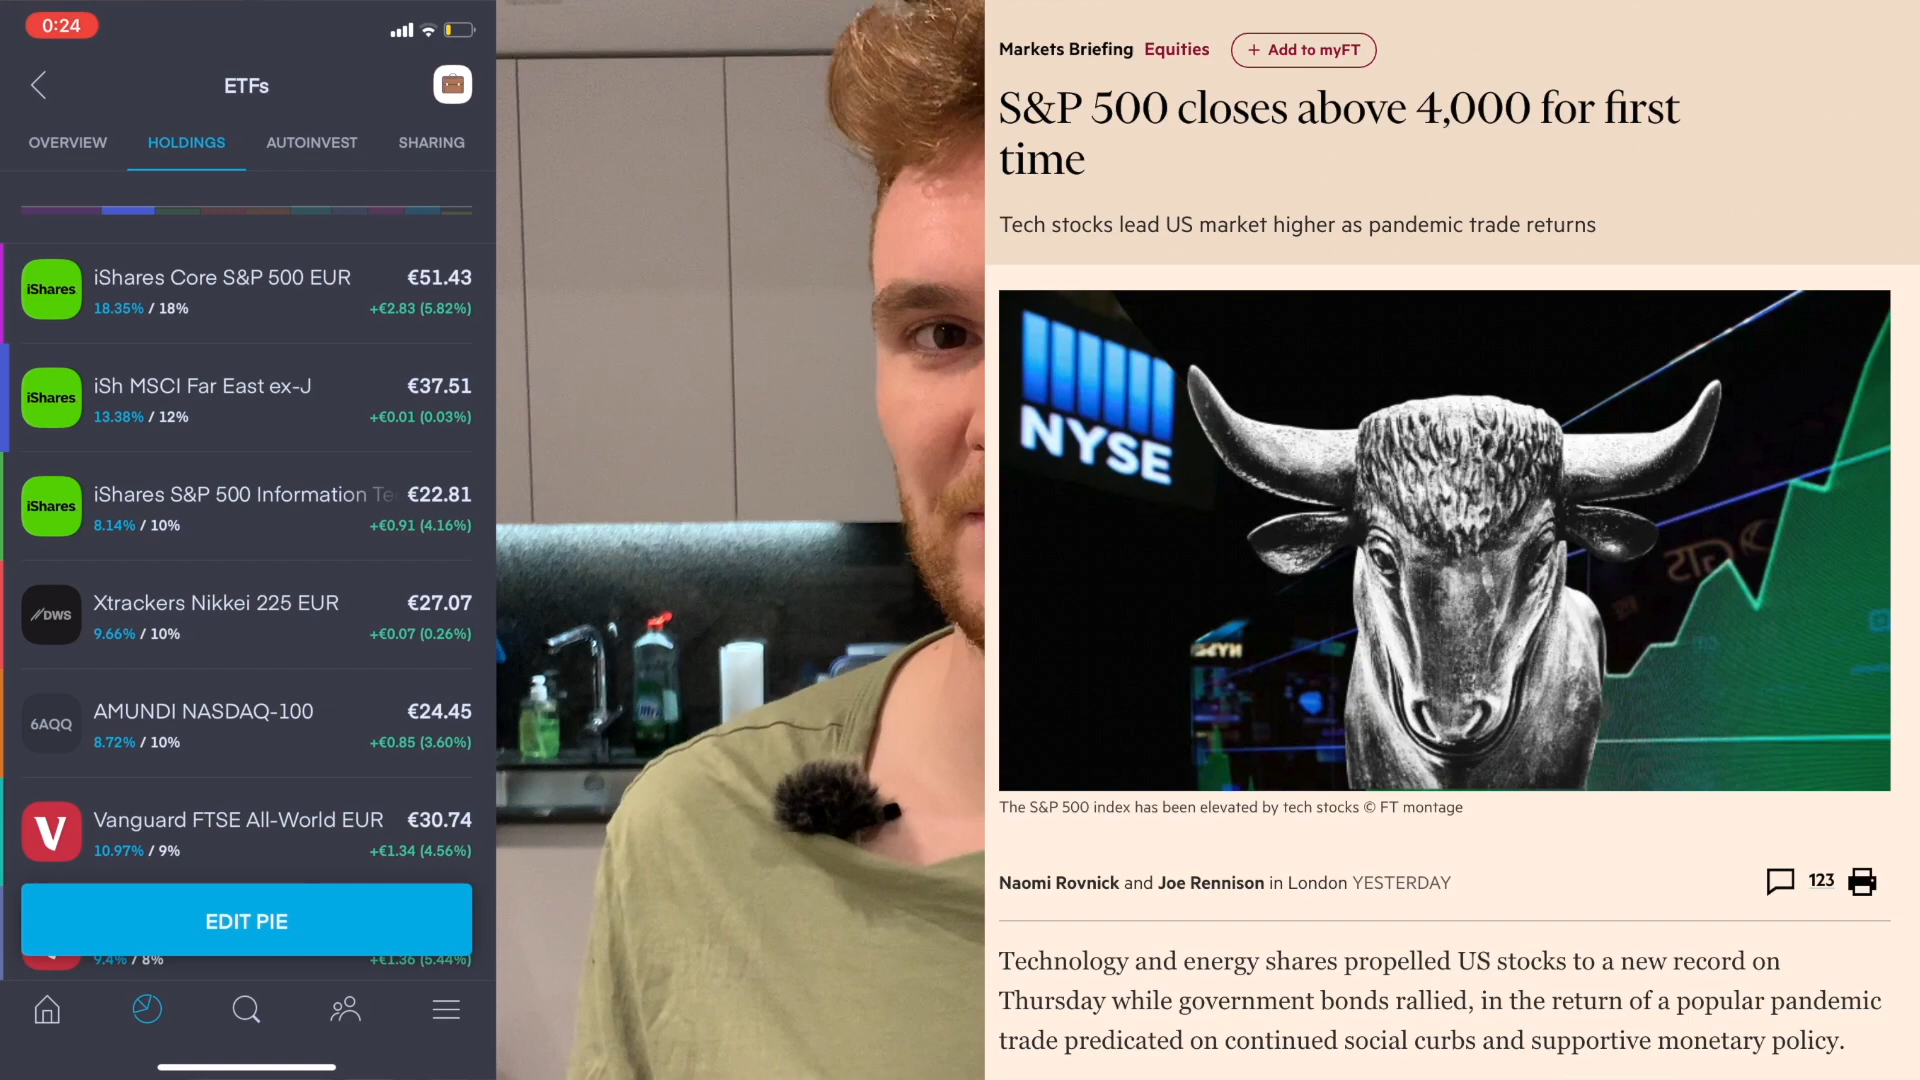 0:24
ETFs
OVERVIEW HOLDINGS AUTOINVEST SHARING
iShares
iShares Core S&P 500 EUR €51.43
18.35% / 18% +€2.83 (5.82%)
iShares
iSh MSCI Far East ex-J €37.51
13.38% / 12% +€0.01 (0.03%)
iShares
iShares S&P 500 Information Te €22.81
8.14% / 10% +€0.91 (4.16%)
//DWS
Xtrackers Nikkei 225 EUR €27.07
9.66% / 10% +€0.07 (0.26%)
6AQQ
AMUNDI NASDAQ-100 €24.45
8.72% / 10% +€0.85 (3.60%)
V
Vanguard FTSE All-World EUR €30.74
10.97% / 9% +€1.34 (4.56%)
EDIT PIE
9.4% / 8% +€1.36 (5.44%)
Markets Briefing Equities + Add to myFT
S&P 500 closes above 4,000 for first
time
Tech stocks lead US market higher as pandemic trade returns
NYSE
The S&P 500 index has been elevated by tech stocks © FT montage
Naomi Rovnick and Joe Rennison in London YESTERDAY
123
Technology and energy shares propelled US stocks to a new record on
Thursday while government bonds rallied, in the return of a popular pandemic
trade predicated on continued social curbs and supportive monetary policy.